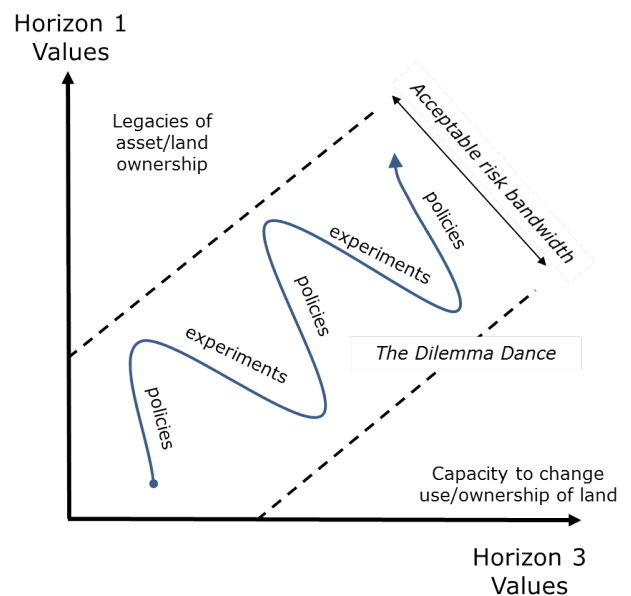 Horizon 1
Values
Legacies of
asset/land
ownership
Acceptable risk bandwidth
policies
experiments
policies
experiments
policies
The Dilemma Dance
Capacity to change
use/ownership of land
Horizon 3
Values